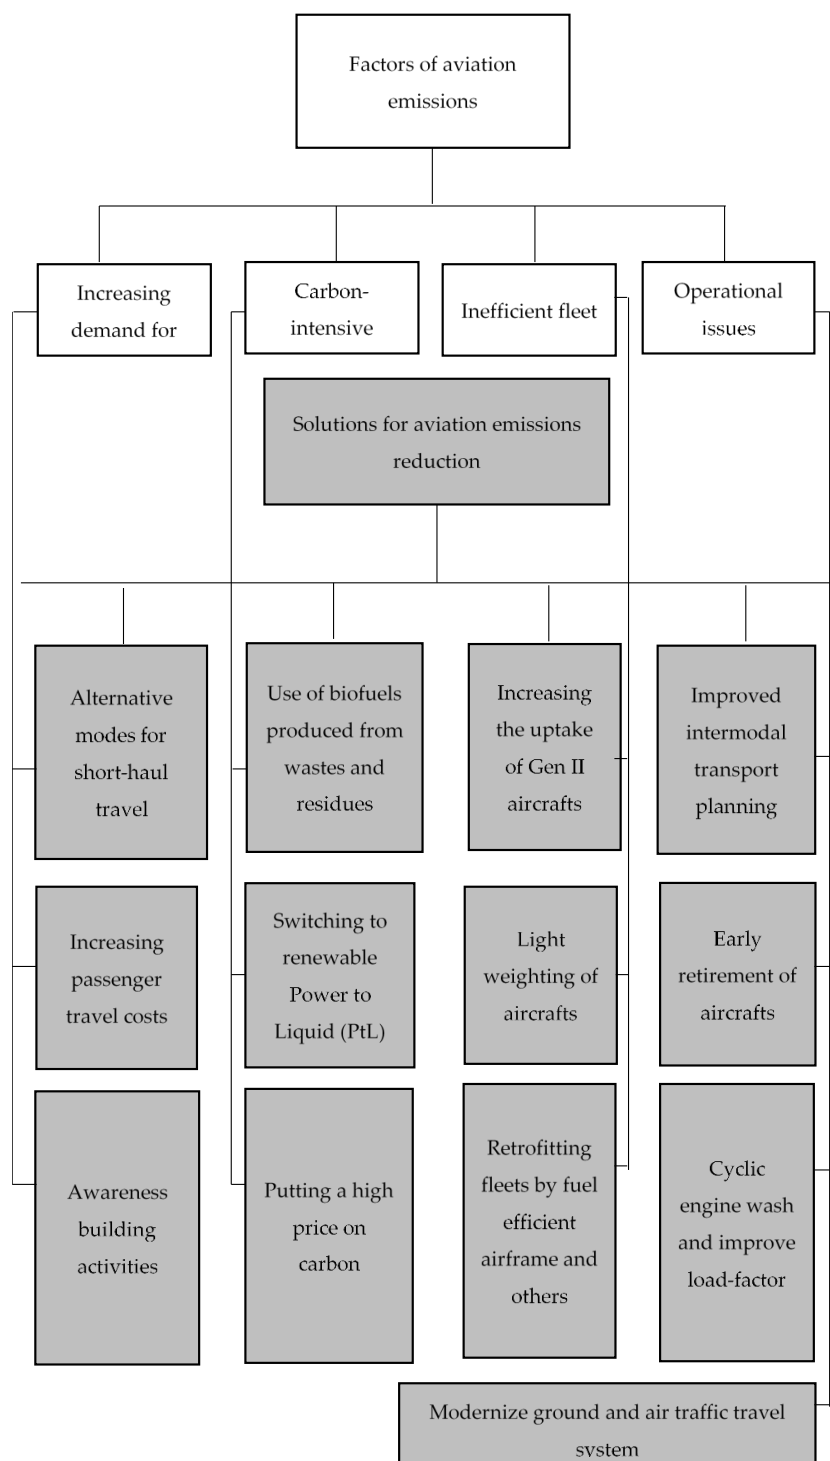 Factors of aviation
emissions
Increasing
demand for
Carbon-
intensive
Inefficient fleet
Operational
issues
Solutions for aviation emissions
reduction
Alternative
modes for
short-haul
travel
Use of biofuels
produced from
wastes and
residues
Increasing
the uptake
of Gen II
aircrafts
Improved
intermodal
transport
planning
Increasing
passenger
travel costs
Switching to
renewable
Power to
Liquid (PtL)
Light
weighting of
aircrafts
Early
retirement of
aircrafts
Awareness
building
activities
Putting a high
price on
carbon
Retrofitting
fleets by fuel
efficient
airframe and
others
Cyclic
engine wash
and improve
load-factor
Modernize ground and air traffic travel
system